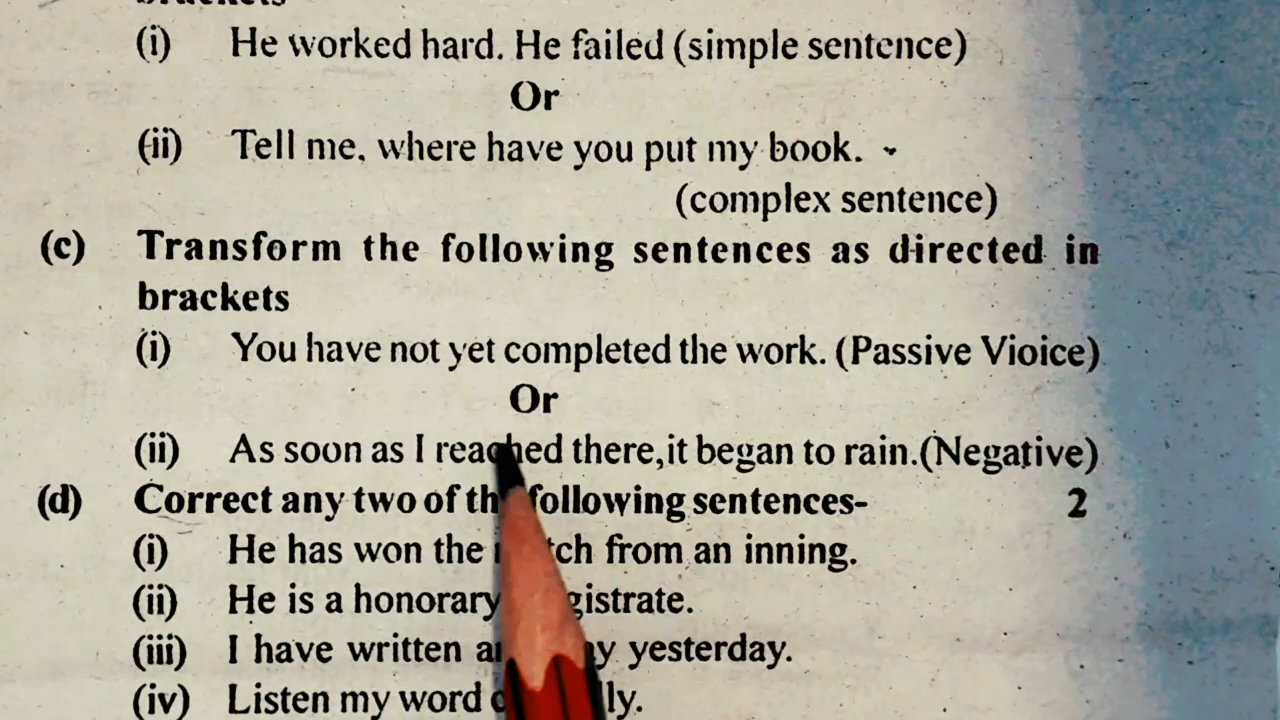 brackets
(i) He worked hard. He failed (simple sentence)
Or
(ii) Tell me, where have you put my book.
(complex sentence)
(c) Transform the following sentences as directed in
brackets
(i) You have not yet completed the work. (Passive Vioice)
Or
(ii) As soon as I reached there,it began to rain.(Negative)
(d) Correct any two of the following sentences- 2
(i) He has won the match from an inning.
(ii) He is a honorary
(iii) I have written yesterday.
(iv) Listen my word